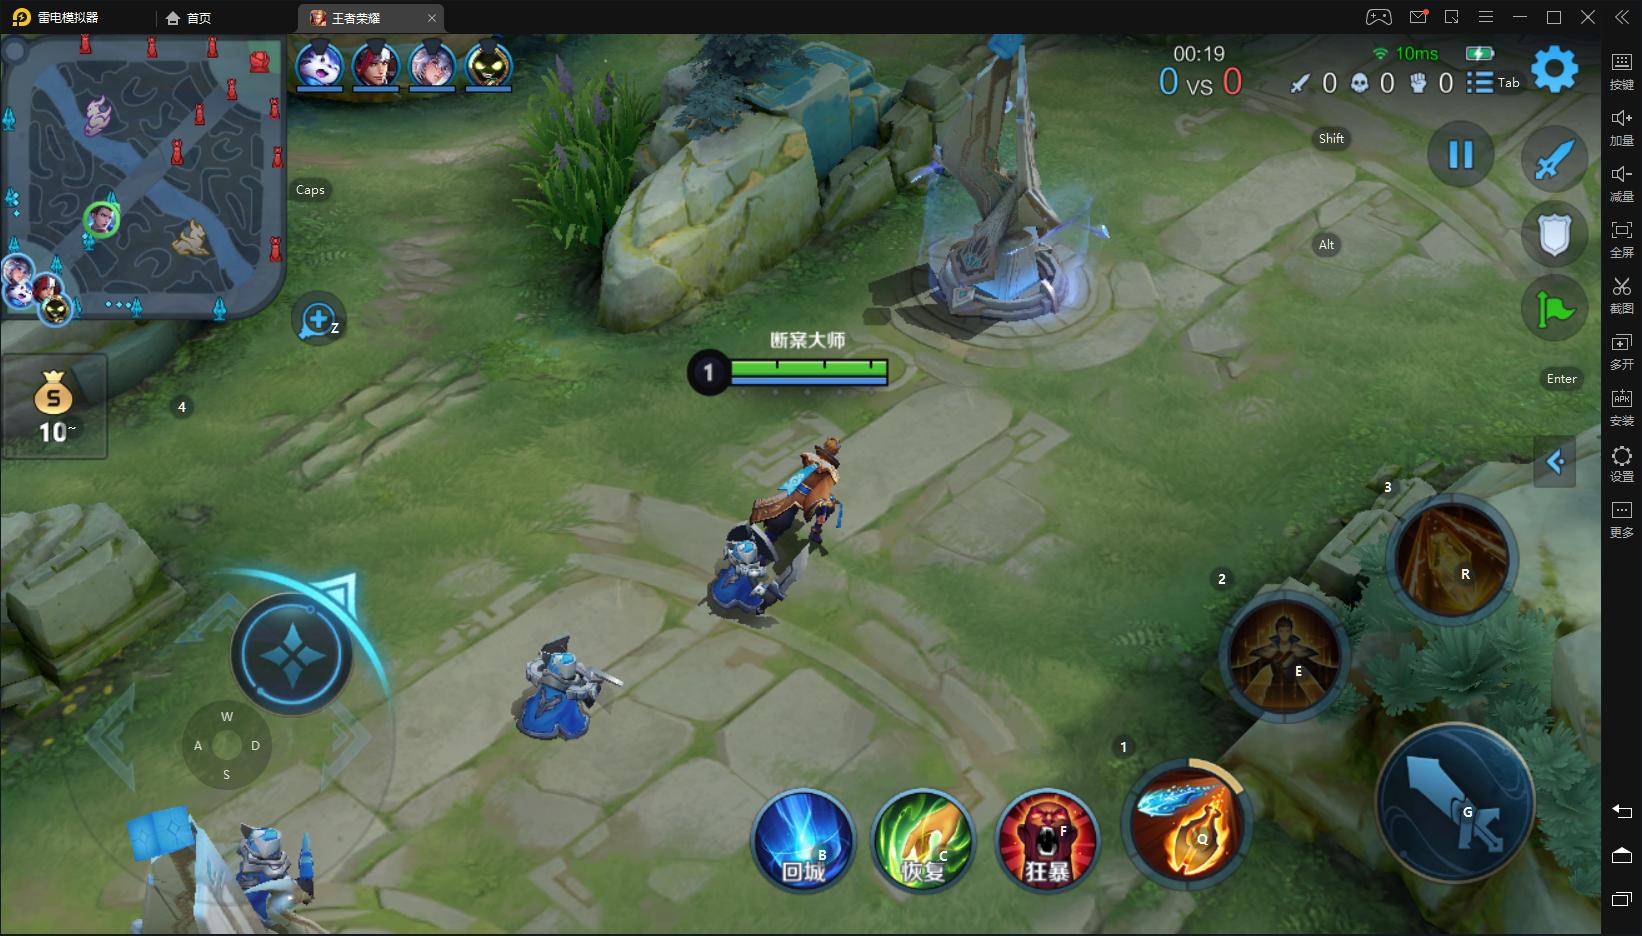 雷电模拟器
首页
王者荣耀
00:19
10ms
0 VS 0
0 0 0 Tab
按键
加量
减量
全屏
截图
多开
安装
APK
设置
更多
Caps
Shift
Alt
Z
断案大师
1
S
10~
4
Enter
3
R
2
E
W
A D
S
1
G
Q
B
回城
C
恢复
F
狂暴